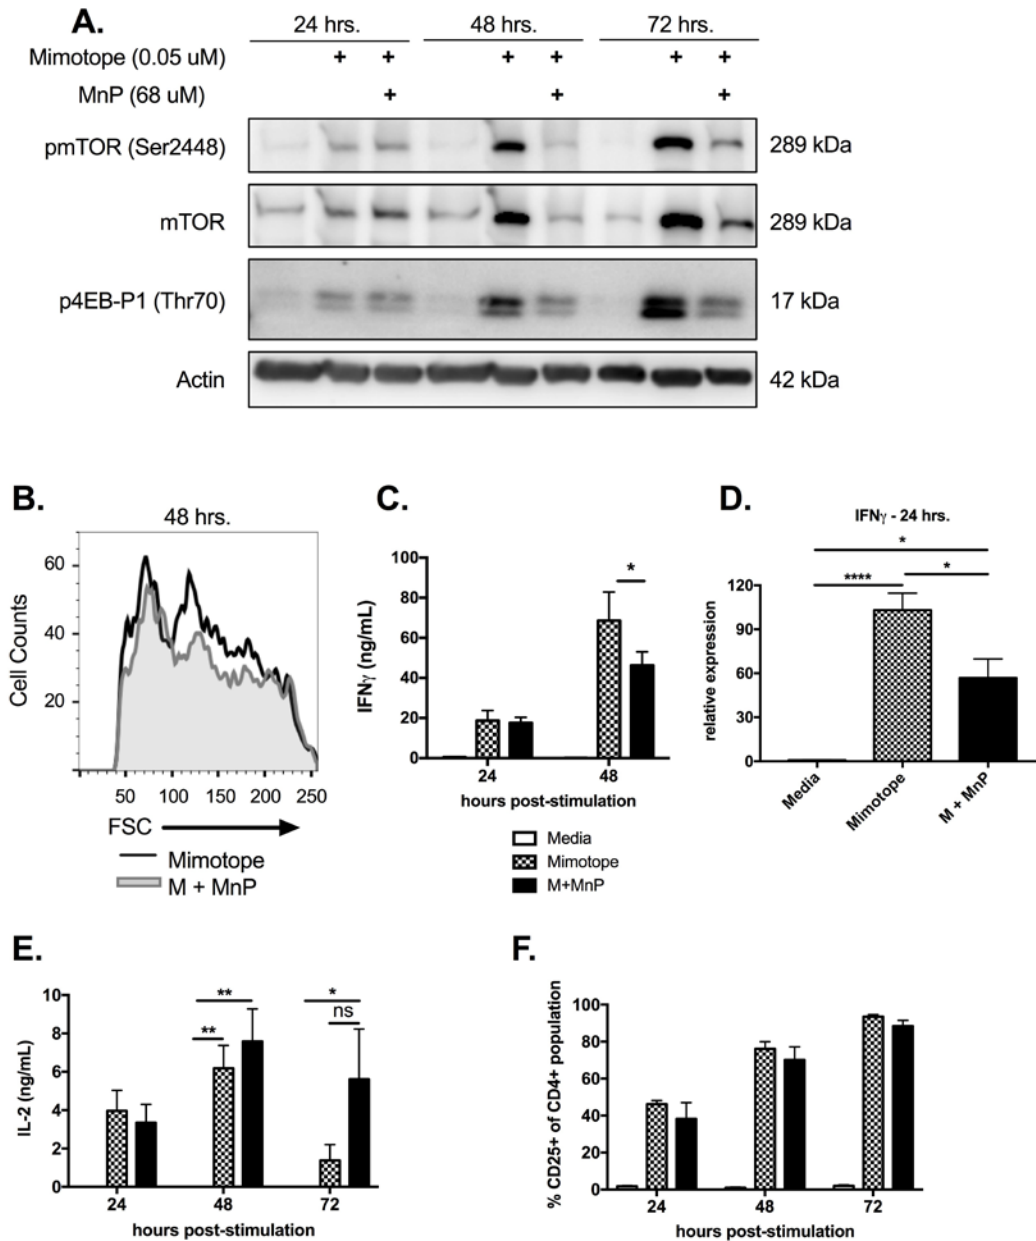 A.
24 hrs. 48 hrs. 72 hrs.
Mimotope (0.05 uM) + + + + + +
MnP (68 uM) + + +
pmTOR (Ser2448) 289 kDa
mTOR 289 kDa
p4EB-P1 (Thr70) 17 kDa
Actin 42 kDa
B.
48 hrs.
Cell Counts
60
40
20
50 100 150 200 250
FSC
Mimotope
M + MnP
C.
IFNγ (ng/mL)
100
80
60
40
20
0
*
24 48
hours post-stimulation
Media
Mimotope
M+MnP
D.
IFNγ - 24 hrs.
*
**** *
relative expression
120
90
60
30
0
Media Mimotope M + MnP
E.
IL-2 (ng/mL)
10
8
6
4
2
0
** *
** ns
24 48 72
hours post-stimulation
F.
% CD25+ of CD4+ population
100
80
60
40
20
0
24 48 72
hours post-stimulation